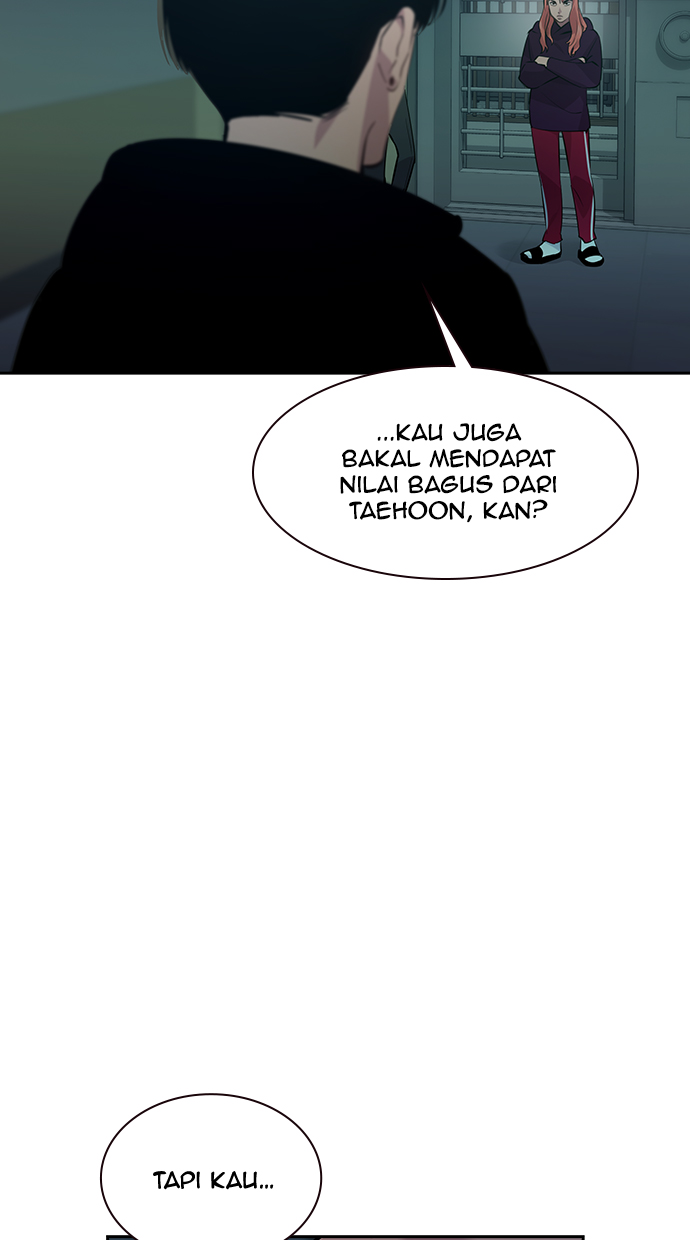 ...KAU JUGA
BAKAL MENDAPAT
NILAI BAGUS DARI
TAEHOON, KAN?
TAPI KAU...